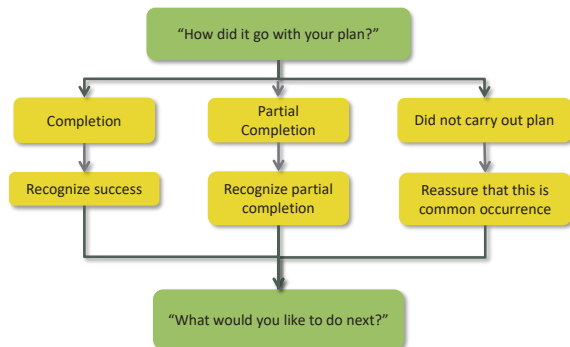 “How did it go with your plan?”
Completion
Partial
Completion
Did not carry out plan
Recognize success
Recognize partial
completion
Reassure that this is
common occurrence
“What would you like to do next?”